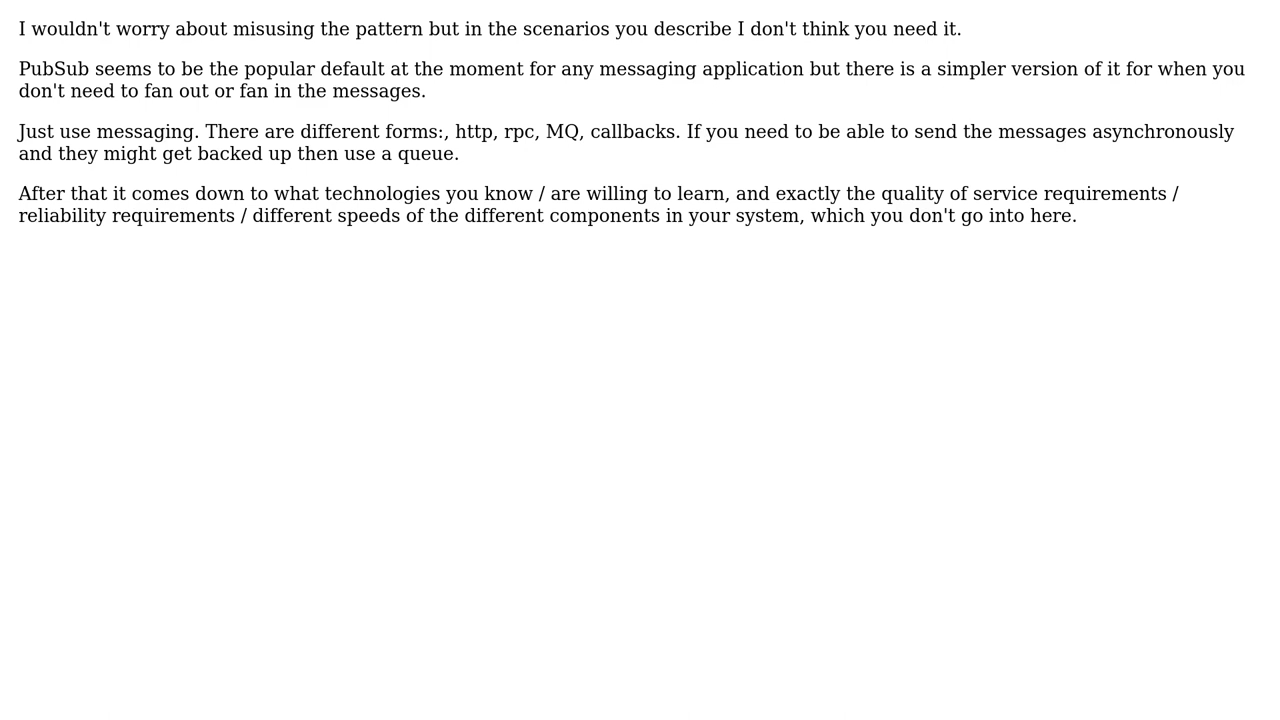 I wouldn't worry about misusing the pattern but in the scenarios you describe I don't think you need it.
PubSub seems to be the popular default at the moment for any messaging application but there is a simpler version of it for when you
don't need to fan out or fan in the messages.
Just use messaging. There are different forms:, http, rpc, MQ, callbacks. If you need to be able to send the messages asynchronously
and they might get backed up then use a queue.
After that it comes down to what technologies you know / are willing to learn, and exactly the quality of service requirements /
reliability requirements / different speeds of the different components in your system, which you don't go into here.